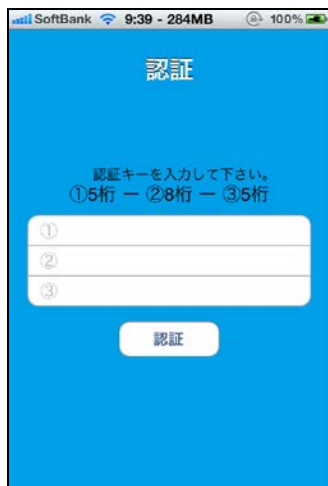 SoftBank 9:39 - 284MB 100%
認証
認証キーを入力して下さい。
①5桁 ー ②8桁 ー ③5桁
①
②
③
認証